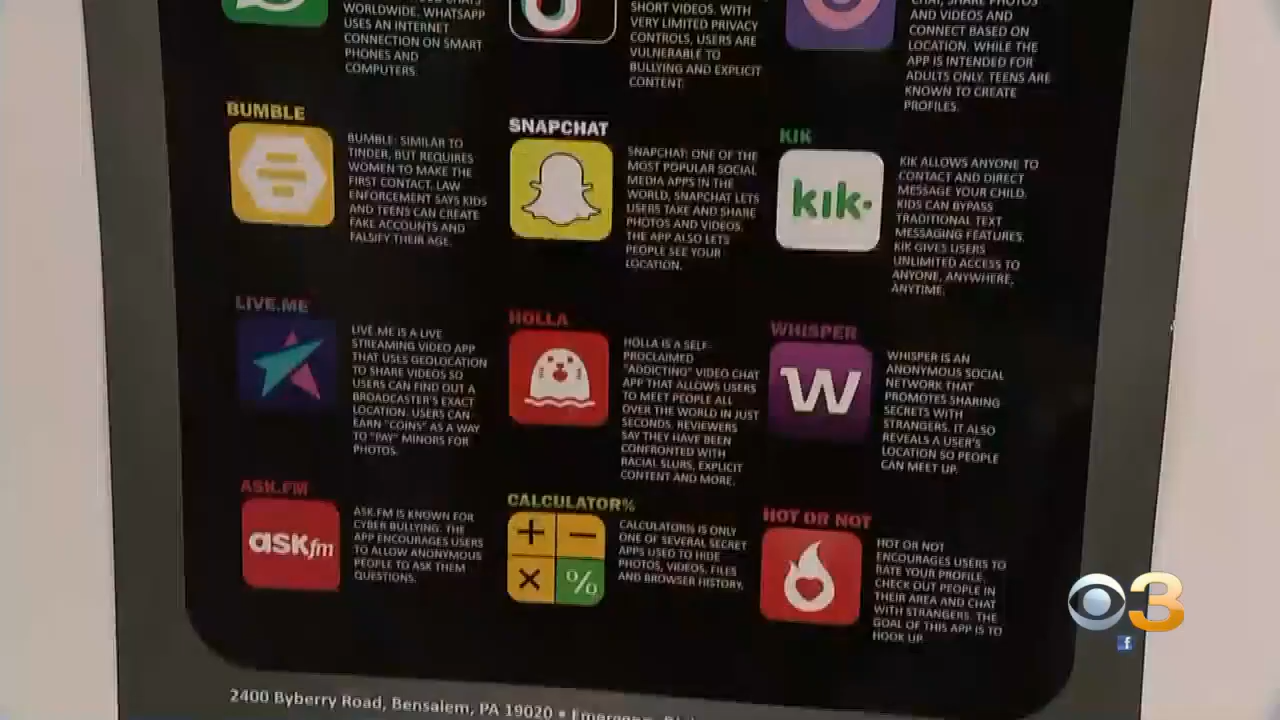 WORLDWIDE. WHATSAPP
USES AN INTERNET
CONNECTION ON SMART
PHONES AND
COMPUTERS.
SHORT VIDEOS. WITH
VERY LIMITED PRIVACY
CONTROLS, USERS ARE
VULNERABLE TO
BULLYING AND EXPLICIT
CONTENT.
CHAT, SHARE PHOTOS
AND VIDEOS AND
CONNECT BASED ON
LOCATION. WHILE THE
APP IS INTENDED FOR
ADULTS ONLY, TEENS ARE
KNOWN TO CREATE
PROFILES.
BUMBLE
BUMBLE: SIMILAR TO
TINDER, BUT REQUIRES
WOMEN TO MAKE THE
FIRST CONTACT. LAW
ENFORCEMENT SAYS KIDS
AND TEENS CAN CREATE
FAKE ACCOUNTS AND
FALSIFY THEIR AGE.
SNAPCHAT
SNAPCHAT: ONE OF THE
MOST POPULAR SOCIAL
MEDIA APPS IN THE
WORLD, SNAPCHAT LETS
USERS TAKE AND SHARE
PHOTOS AND VIDEOS.
THE APP ALSO LETS
PEOPLE SEE YOUR
LOCATION.
KIK
kik.
KIK ALLOWS ANYONE TO
CONTACT AND DIRECT
MESSAGE YOUR CHILD.
KIDS CAN BYPASS
TRADITIONAL TEXT
MESSAGING FEATURES.
KIK GIVES USERS
UNLIMITED ACCESS TO
ANYONE, ANYWHERE,
ANYTIME.
LIVE.ME
LIVE.ME IS A LIVE
STREAMING VIDEO APP
THAT USES GEOLOCATION
TO SHARE VIDEOS SO
USERS CAN FIND OUT A
BROADCASTER'S EXACT
LOCATION. USERS CAN
EARN "COINS" AS A WAY
TO "PAY" MINORS FOR
PHOTOS.
HOLLA
HOLLA IS A SELF-
PROCLAIMED
"ADDICTING" VIDEO CHAT
APP THAT ALLOWS USERS
TO MEET PEOPLE ALL
OVER THE WORLD IN JUST
SECONDS. REVIEWERS
SAY THEY HAVE BEEN
CONFRONTED WITH
RACIAL SLURS, EXPLICIT
CONTENT AND MORE.
WHISPER
W
WHISPER IS AN
ANONYMOUS SOCIAL
NETWORK THAT
PROMOTES SHARING
SECRETS WITH
STRANGERS. IT ALSO
REVEALS A USER'S
LOCATION SO PEOPLE
CAN MEET UP.
ASK.FM
askfm
ASK.FM IS KNOWN FOR
CYBER BULLYING. THE
APP ENCOURAGES USERS
TO ALLOW ANONYMOUS
PEOPLE TO ASK THEM
QUESTIONS.
CALCULATOR%
+ −
× %
CALCULATOR% IS ONLY
ONE OF SEVERAL SECRET
APPS USED TO HIDE
PHOTOS, VIDEOS, FILES
AND BROWSER HISTORY.
HOT OR NOT
HOT OR NOT
ENCOURAGES USERS TO
RATE YOUR PROFILE,
CHECK OUT PEOPLE IN
THEIR AREA AND CHAT
WITH STRANGERS. THE
GOAL OF THIS APP IS TO
HOOK UP.
3
f
2400 Byberry Road, Bensalem, PA 19020 •